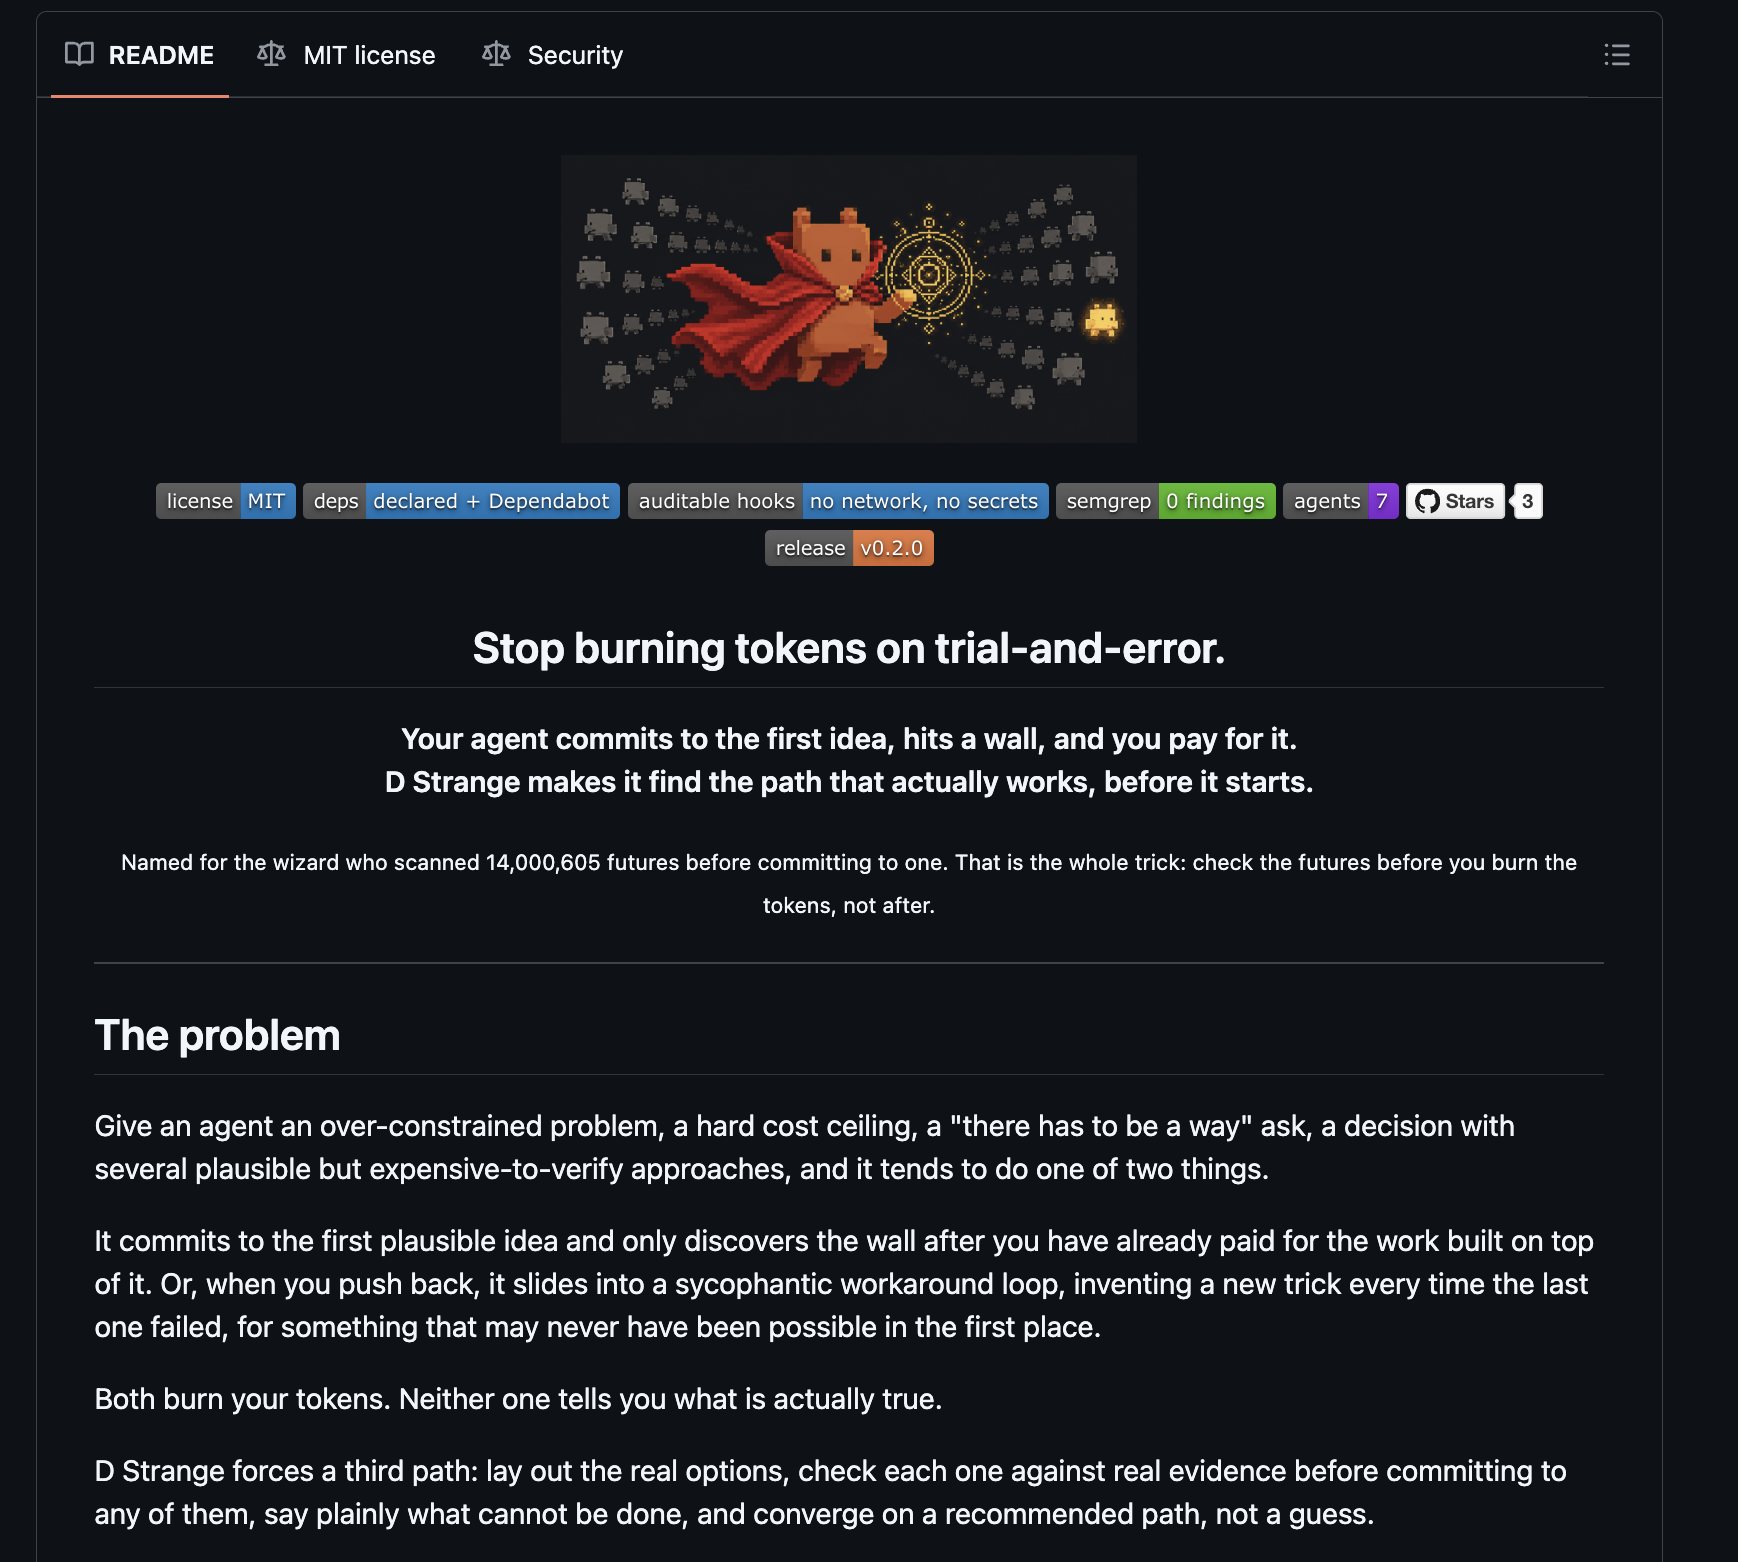 README MIT license Security
license MIT deps declared + Dependabot auditable hooks no network, no secrets semgrep 0 findings agents 7 Stars 3
release v0.2.0
Stop burning tokens on trial-and-error.
Your agent commits to the first idea, hits a wall, and you pay for it.
D Strange makes it find the path that actually works, before it starts.
Named for the wizard who scanned 14,000,605 futures before committing to one. That is the whole trick: check the futures before you burn the
tokens, not after.
The problem
Give an agent an over-constrained problem, a hard cost ceiling, a "there has to be a way" ask, a decision with
several plausible but expensive-to-verify approaches, and it tends to do one of two things.
It commits to the first plausible idea and only discovers the wall after you have already paid for the work built on top
of it. Or, when you push back, it slides into a sycophantic workaround loop, inventing a new trick every time the last
one failed, for something that may never have been possible in the first place.
Both burn your tokens. Neither one tells you what is actually true.
D Strange forces a third path: lay out the real options, check each one against real evidence before committing to
any of them, say plainly what cannot be done, and converge on a recommended path, not a guess.